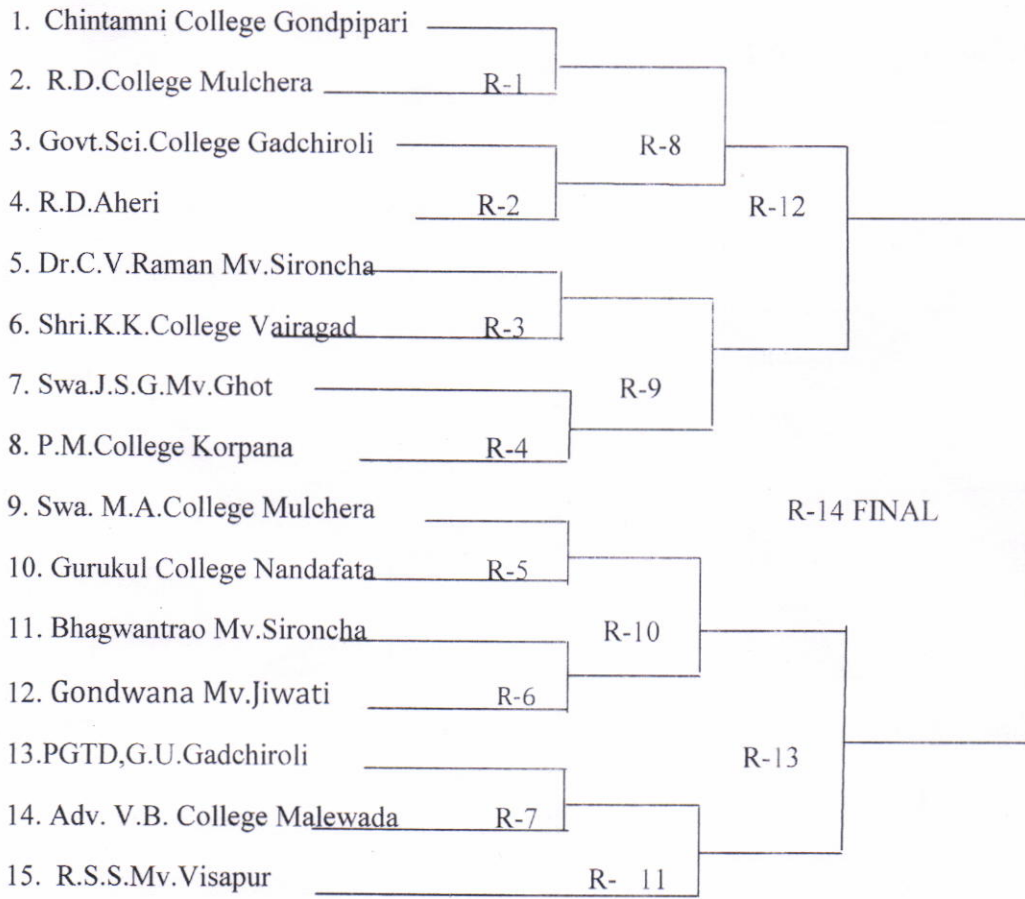 1. Chintamni College Gondpipari
2. R.D.College Mulchera R-1
3. Govt.Sci.College Gadchiroli R-8
4. R.D.Aheri R-2 R-12
5. Dr.C.V.Raman Mv.Sironcha
6. Shri.K.K.College Vairagad R-3
7. Swa.J.S.G.Mv.Ghot R-9
8. P.M.College Korpana R-4
9. Swa. M.A.College Mulchera R-14 FINAL
10. Gurukul College Nandafata R-5
11. Bhagwantrao Mv.Sironcha R-10
12. Gondwana Mv.Jiwati R-6
13.PGTD,G.U.Gadchiroli R-13
14. Adv. V.B. College Malewada R-7
15. R.S.S.Mv.Visapur R- 11